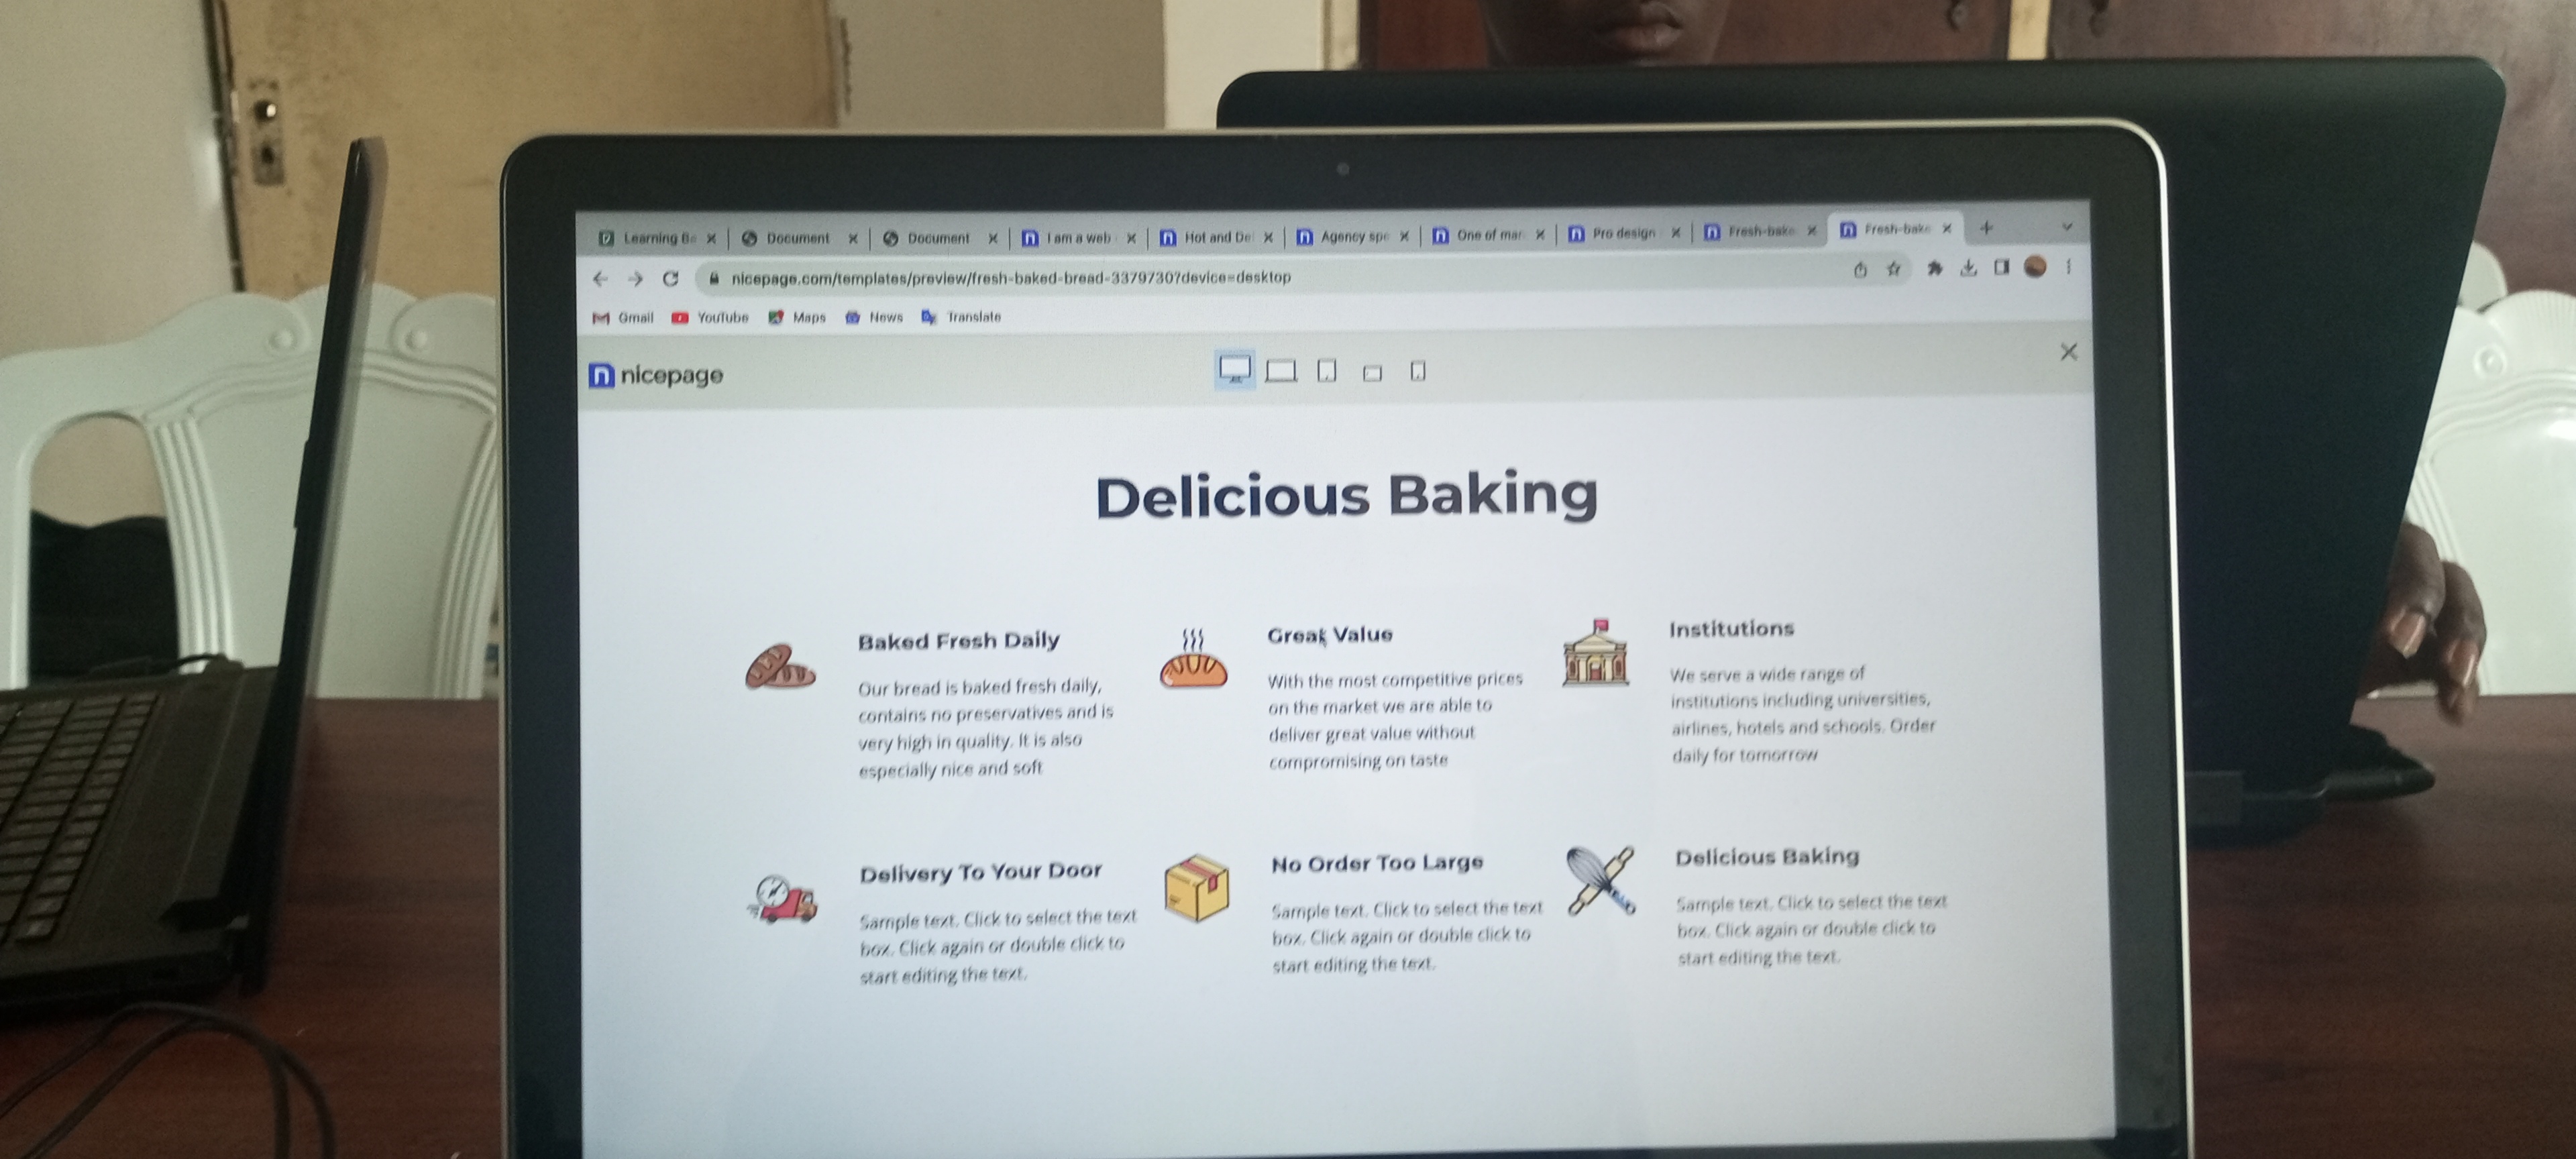 Learning Be
Document
Document
I am a web
Hot and De
Agency spe
One of mar
Pro design
Fresh-bake
Fresh-bake
nicepage.com/templates/preview/fresh-baked-bread-3379730?device=desktop
Gmail
YouTube
Maps
News
Translate
nicepage
Delicious Baking
Baked Fresh Daily
Our bread is baked fresh daily,
contains no preservatives and is
very high in quality. It is also
especially nice and soft
Great Value
With the most competitive prices
on the market we are able to
deliver great value without
compromising on taste
Institutions
We serve a wide range of
institutions including universities,
airlines, hotels and schools. Order
daily for tomorrow
Delivery To Your Door
Sample text. Click to select the text
box. Click again or double click to
start editing the text.
No Order Too Large
Sample text. Click to select the text
box. Click again or double click to
start editing the text.
Delicious Baking
Sample text. Click to select the text
box. Click again or double click to
start editing the text.